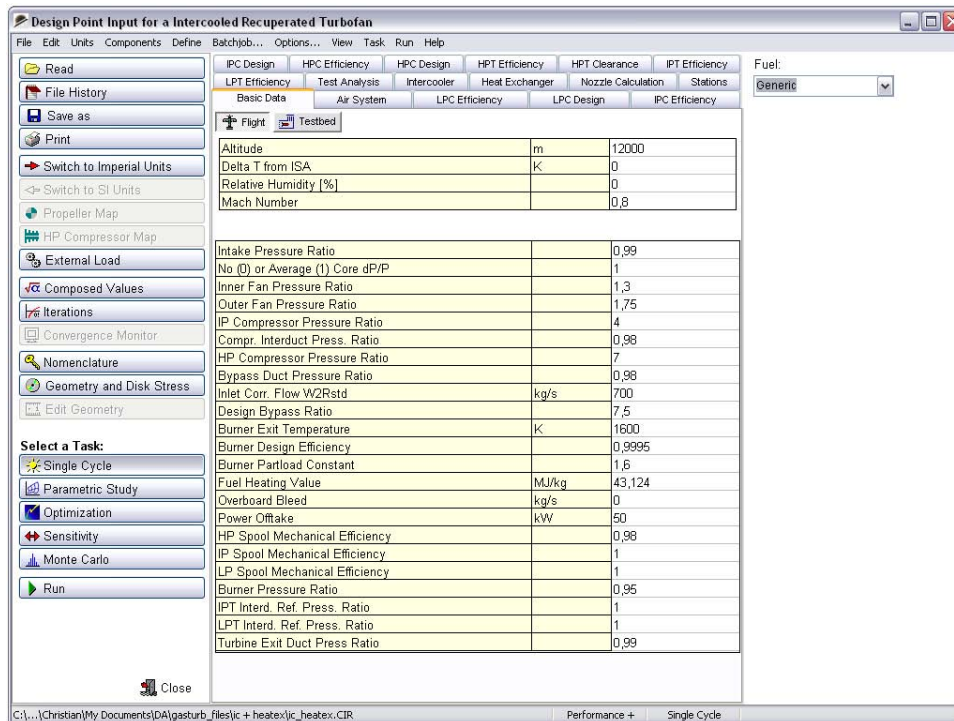 Design Point Input for a Intercooled Recuperated Turbofan
File Edit Units Components Define Batchjob... Options... View Task Run Help
Read
File History
Save as
Print
Switch to Imperial Units
Switch to SI Units
Propeller Map
HP Compressor Map
External Load
Composed Values
Iterations
Convergence Monitor
Nomenclature
Geometry and Disk Stress
Edit Geometry
Select a Task:
Single Cycle
Parametric Study
Optimization
Sensitivity
Monte Carlo
Run
Close
IPC Design HPC Efficiency HPC Design HPT Efficiency HPT Clearance IPT Efficiency
LPT Efficiency Test Analysis Intercooler Heat Exchanger Nozzle Calculation Stations
Basic Data Air System LPC Efficiency LPC Design IPC Efficiency
Flight Testbed
Altitude m 12000
Delta T from ISA K 0
Relative Humidity [%] 0
Mach Number 0,8
Intake Pressure Ratio 0,99
No (0) or Average (1) Core dP/P 1
Inner Fan Pressure Ratio 1,3
Outer Fan Pressure Ratio 1,75
IP Compressor Pressure Ratio 4
Compr. Interduct Press. Ratio 0,98
HP Compressor Pressure Ratio 7
Bypass Duct Pressure Ratio 0,98
Inlet Corr. Flow W2Rstd kg/s 700
Design Bypass Ratio 7,5
Burner Exit Temperature K 1600
Burner Design Efficiency 0,9995
Burner Partload Constant 1,6
Fuel Heating Value MJ/kg 43,124
Overboard Bleed kg/s 0
Power Offtake kW 50
HP Spool Mechanical Efficiency 0,98
IP Spool Mechanical Efficiency 1
LP Spool Mechanical Efficiency 1
Burner Pressure Ratio 0,95
IPT Interd. Ref. Press. Ratio 1
LPT Interd. Ref. Press. Ratio 1
Turbine Exit Duct Press Ratio 0,99
Fuel:
Generic
C:\...\Christian\My Documents\DA\gasturb_files\ic + heatex\ic_heatex.CIR Performance + Single Cycle